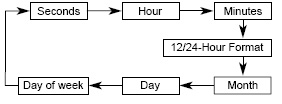 Seconds
Hour
Minutes
12/24-Hour Format
Day of week
Day
Month